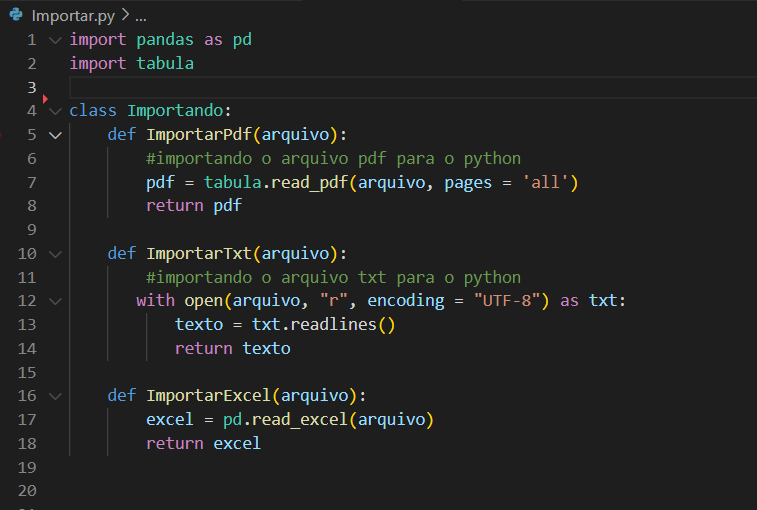 Importar.py > ...
1 import pandas as pd
2 import tabula
3
4 class Importando:
5 def ImportarPdf(arquivo):
6 #importando o arquivo pdf para o python
7 pdf = tabula.read_pdf(arquivo, pages = 'all')
8 return pdf
9
10 def ImportarTxt(arquivo):
11 #importando o arquivo txt para o python
12 with open(arquivo, "r", encoding = "UTF-8") as txt:
13 texto = txt.readlines()
14 return texto
15
16 def ImportarExcel(arquivo):
17 excel = pd.read_excel(arquivo)
18 return excel
19
20